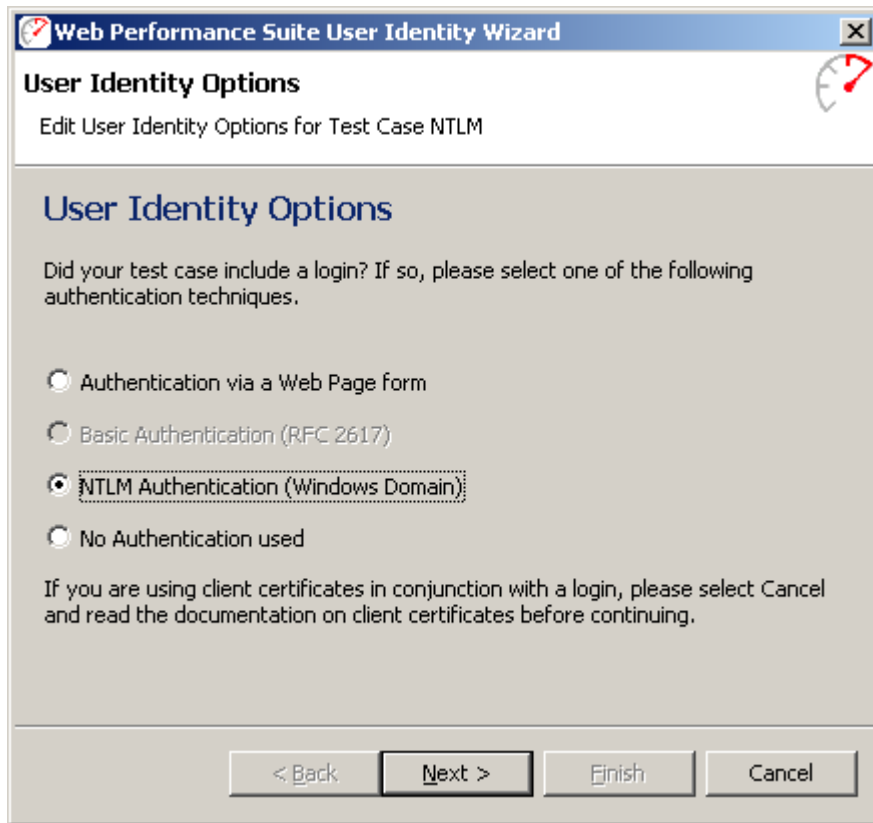 Web Performance Suite User Identity Wizard
User Identity Options
Edit User Identity Options for Test Case NTLM
User Identity Options
Did your test case include a login? If so, please select one of the following
authentication techniques.
Authentication via a Web Page form
Basic Authentication (RFC 2617)
NTLM Authentication (Windows Domain)
No Authentication used
If you are using client certificates in conjunction with a login, please select Cancel
and read the documentation on client certificates before continuing.
< Back Next > Finish Cancel